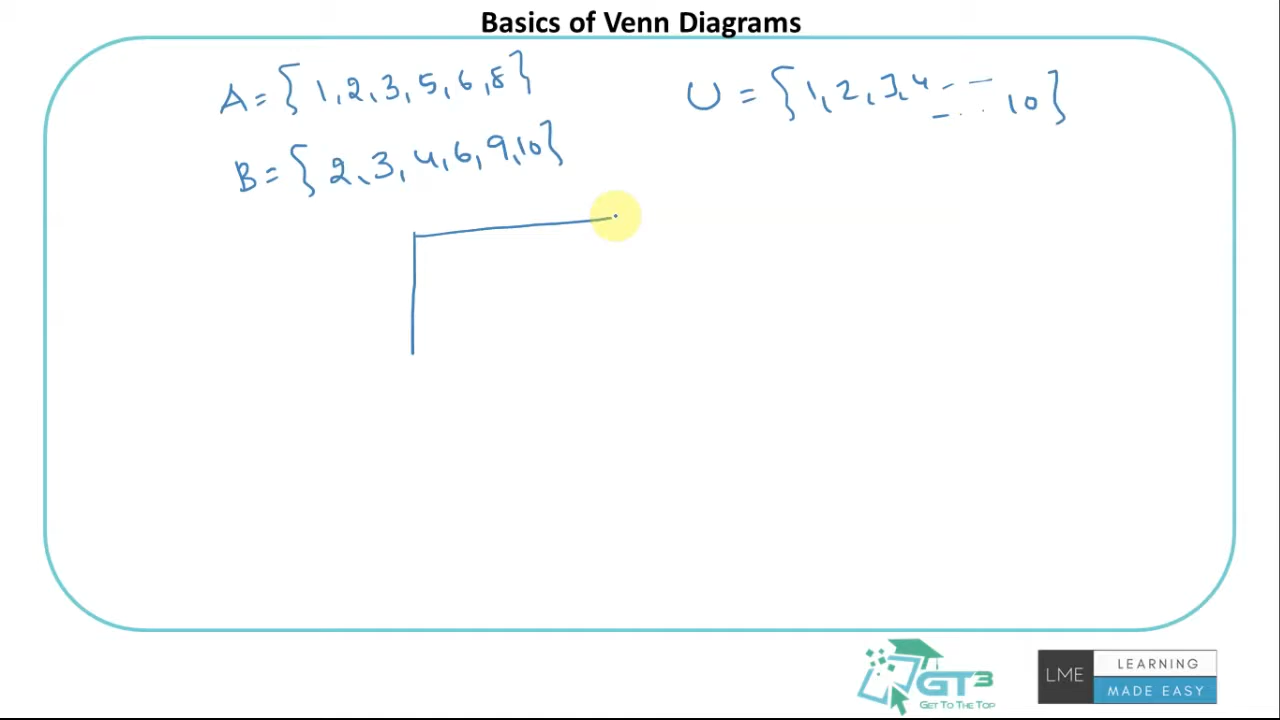 Basics of Venn Diagrams
A = { 1, 2, 3, 5, 6, 8 }
U = { 1, 2, 3, 4 -- -- -- ... 10 }
B = { 2, 3, 4, 6, 9, 10 }
GT3
GET TO THE TOP
LME
LEARNING
MADE EASY